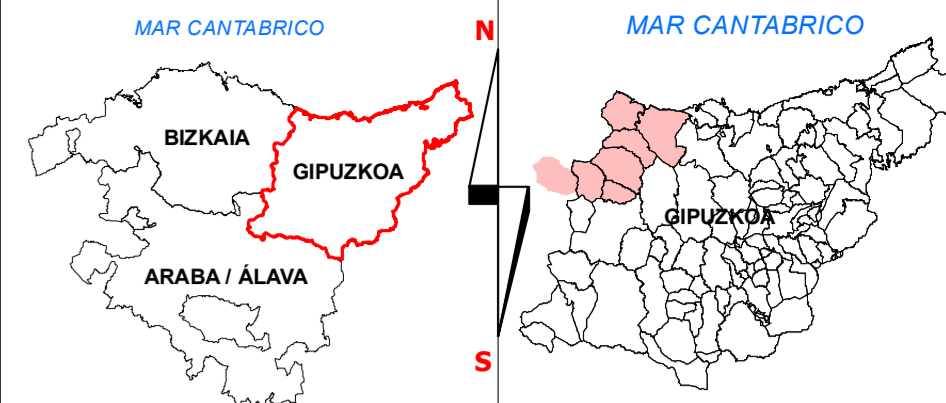 MAR CANTABRICO
BIZKAIA
GIPUZKOA
ARABA / ÁLAVA
N
S
MAR CANTABRICO
GIPUZKOA